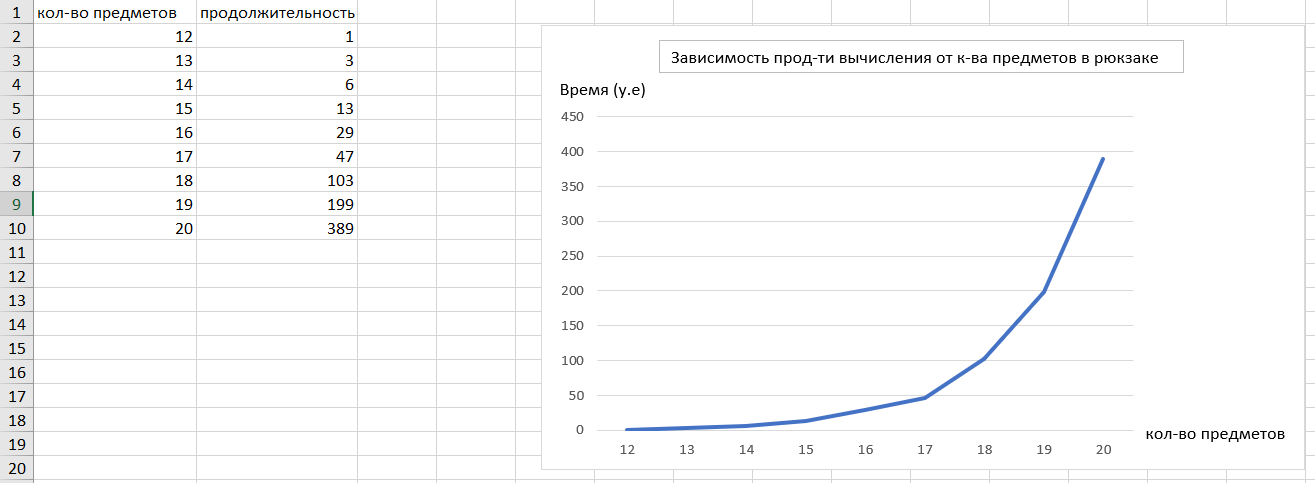 1 кол-во предметов продолжительность
2 12 1
3 13 3
4 14 6
5 15 13
6 16 29
7 17 47
8 18 103
9 19 199
10 20 389
11
12
13
14
15
16
17
18
19
20
Зависимость прод-ти вычисления от к-ва предметов в рюкзаке
Время (у.е)
450
400
350
300
250
200
150
100
50
0
12 13 14 15 16 17 18 19 20
кол-во предметов